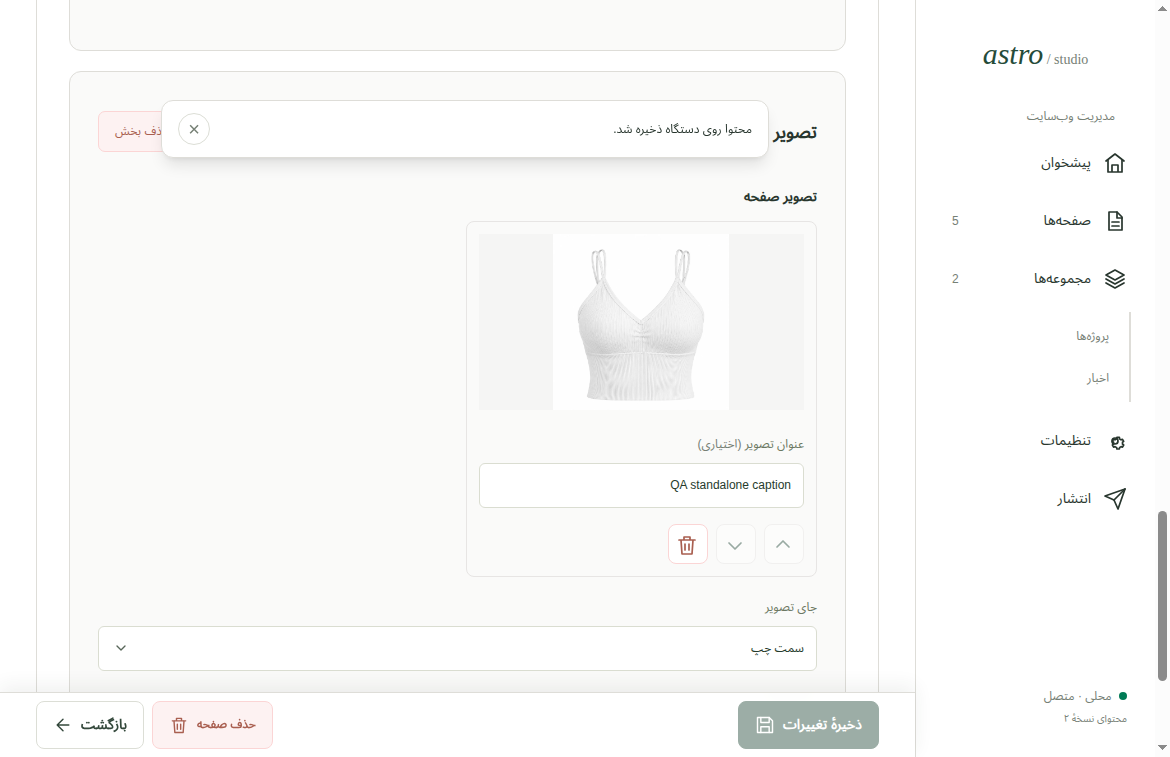 astro / studio
مدیریت وب‌سایت
پیشخوان
صفحه‌ها 5
مجموعه‌ها 2
پروژه‌ها
اخبار
تنظیمات
انتشار
محلی · متصل
محتوای نسخهٔ ۲
محتوا روی دستگاه ذخیره شد.
تصویر
ذف بخش
تصویر صفحه
عنوان تصویر (اختیاری)
QA standalone caption
جای تصویر
سمت چپ
ذخیرهٔ تغییرات
حذف صفحه
بازگشت